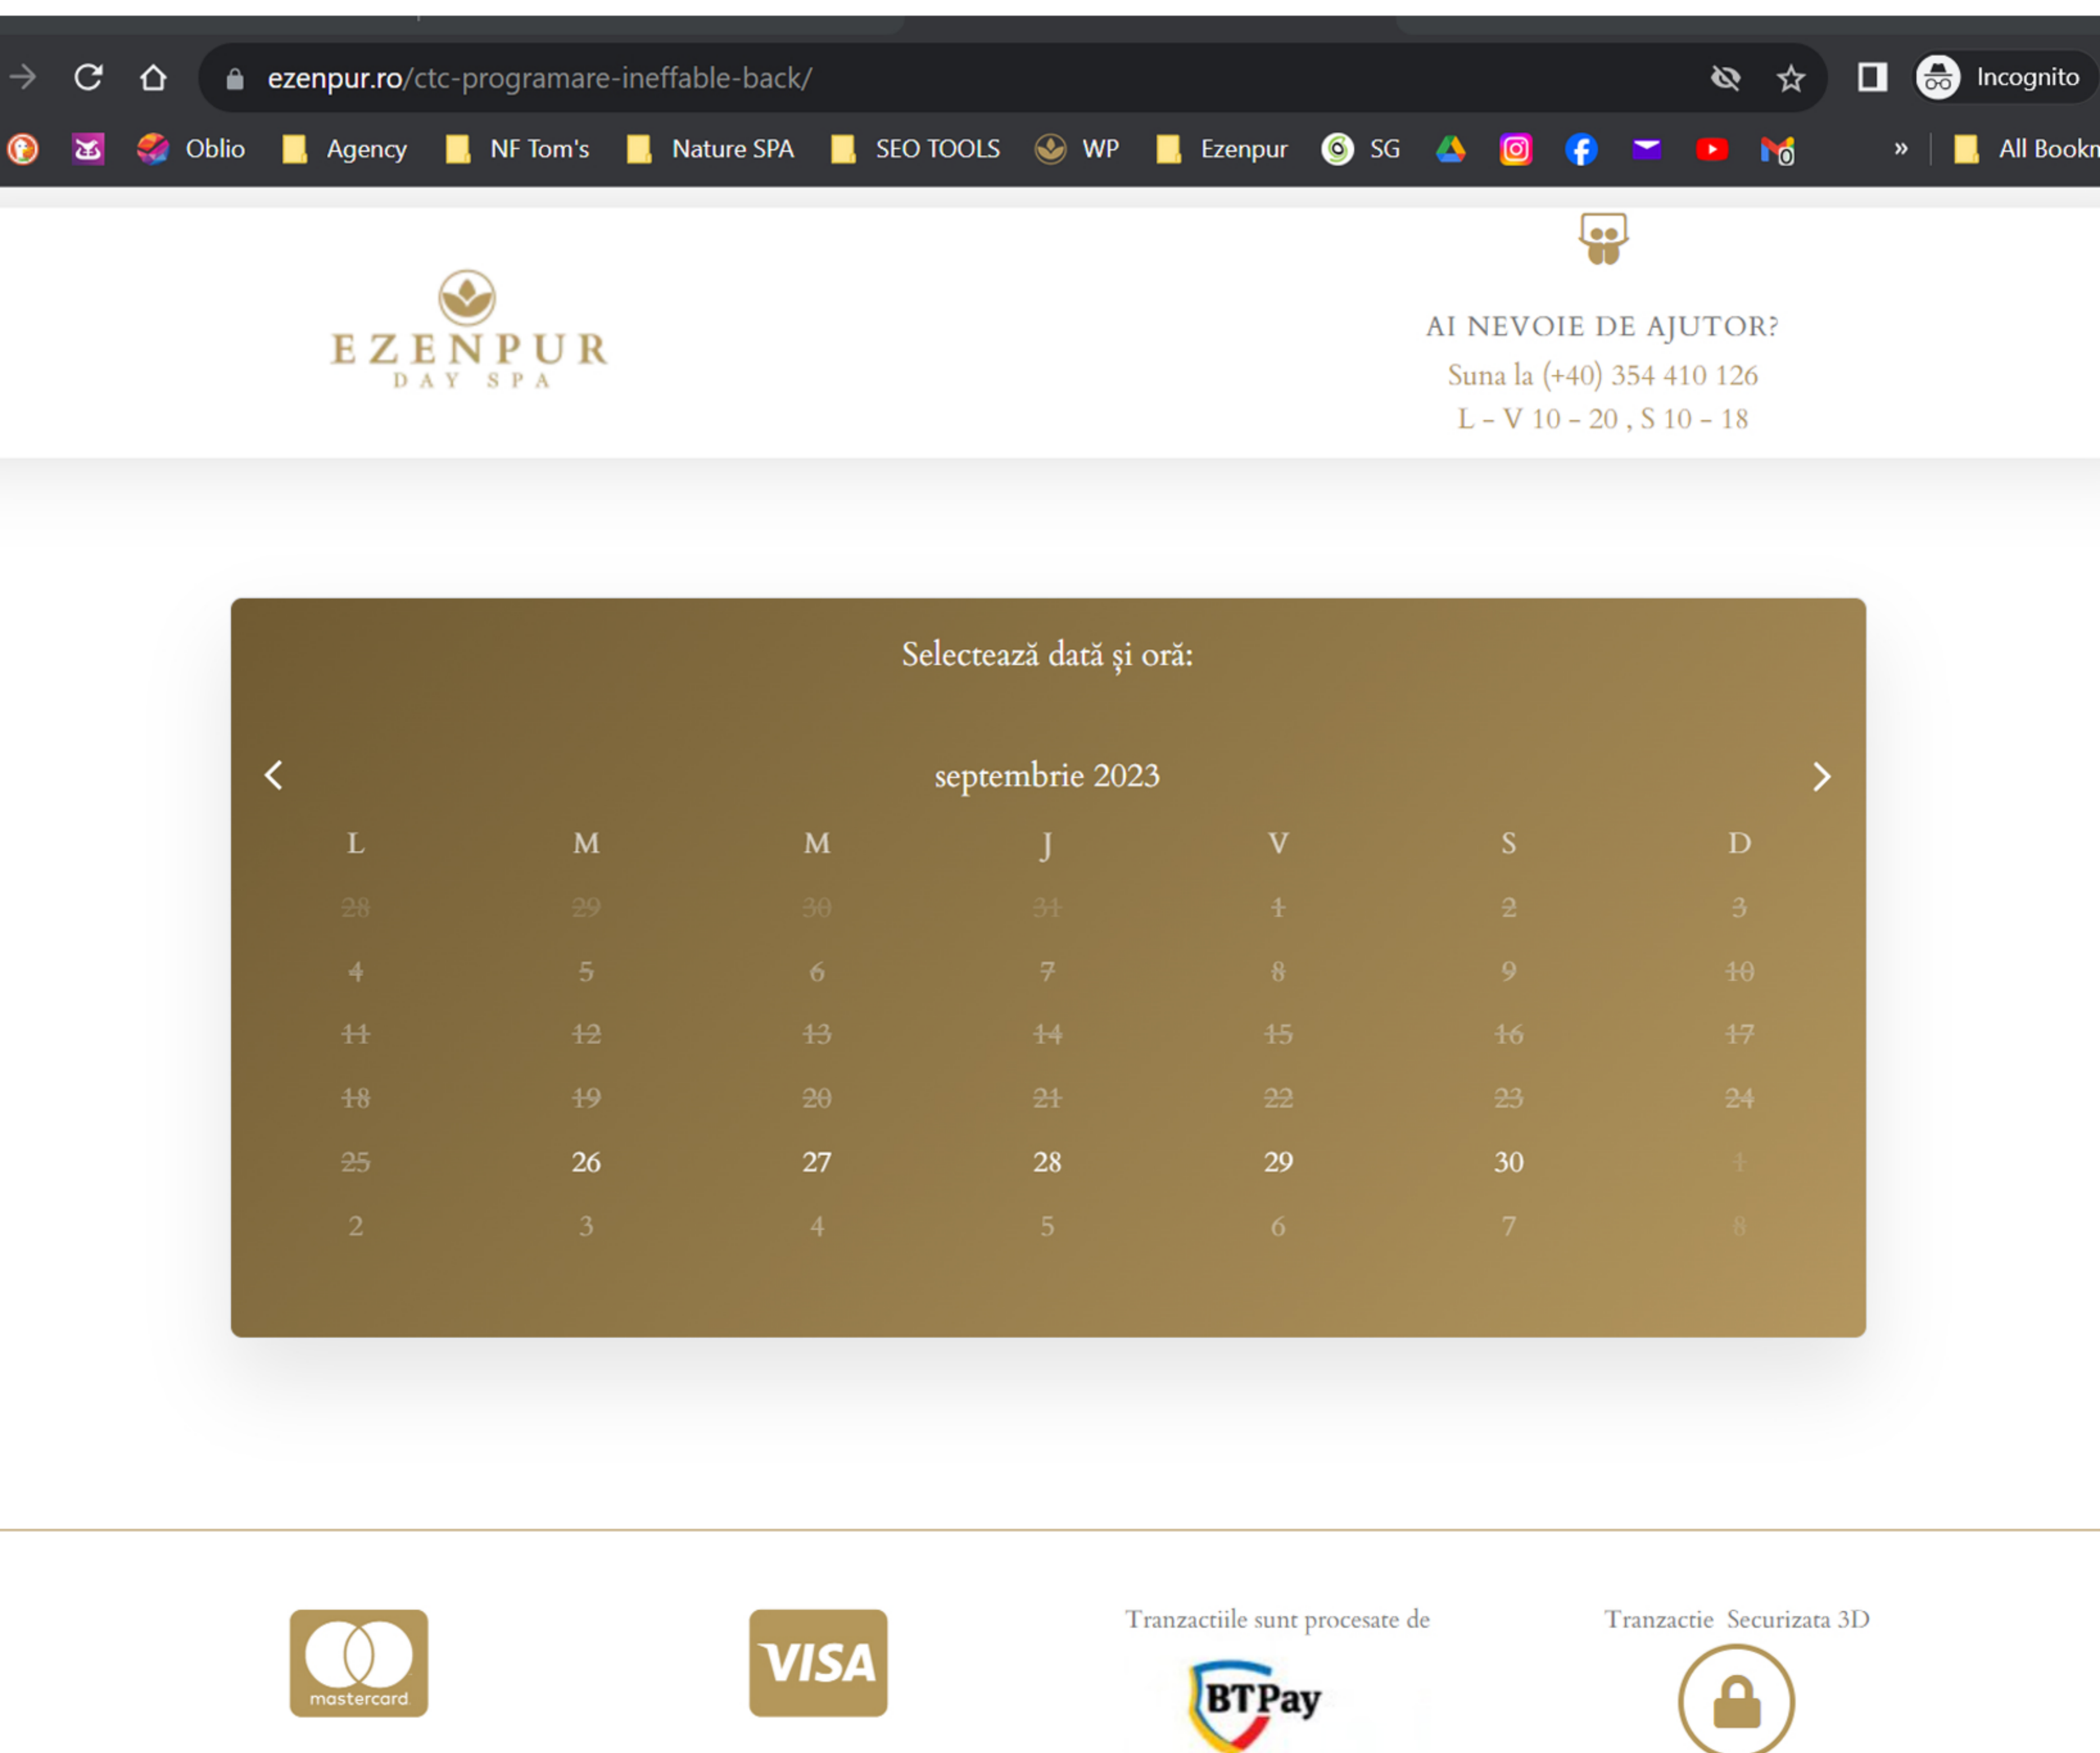 ezenpur.ro/ctc-programare-ineffable-back/
Incognito
Oblio Agency NF Tom's Nature SPA SEO TOOLS WP Ezenpur SG » All Bookm
EZENPUR
DAY SPA
AI NEVOIE DE AJUTOR?
Suna la (+40) 354 410 126
L – V 10 – 20 , S 10 – 18
Selectează dată și oră:
septembrie 2023
L M M J V S D
28 29 30 31 1 2 3
4 5 6 7 8 9 10
11 12 13 14 15 16 17
18 19 20 21 22 23 24
25 26 27 28 29 30 1
2 3 4 5 6 7 8
mastercard
VISA
Tranzactiile sunt procesate de
BTPay
Tranzactie Securizata 3D